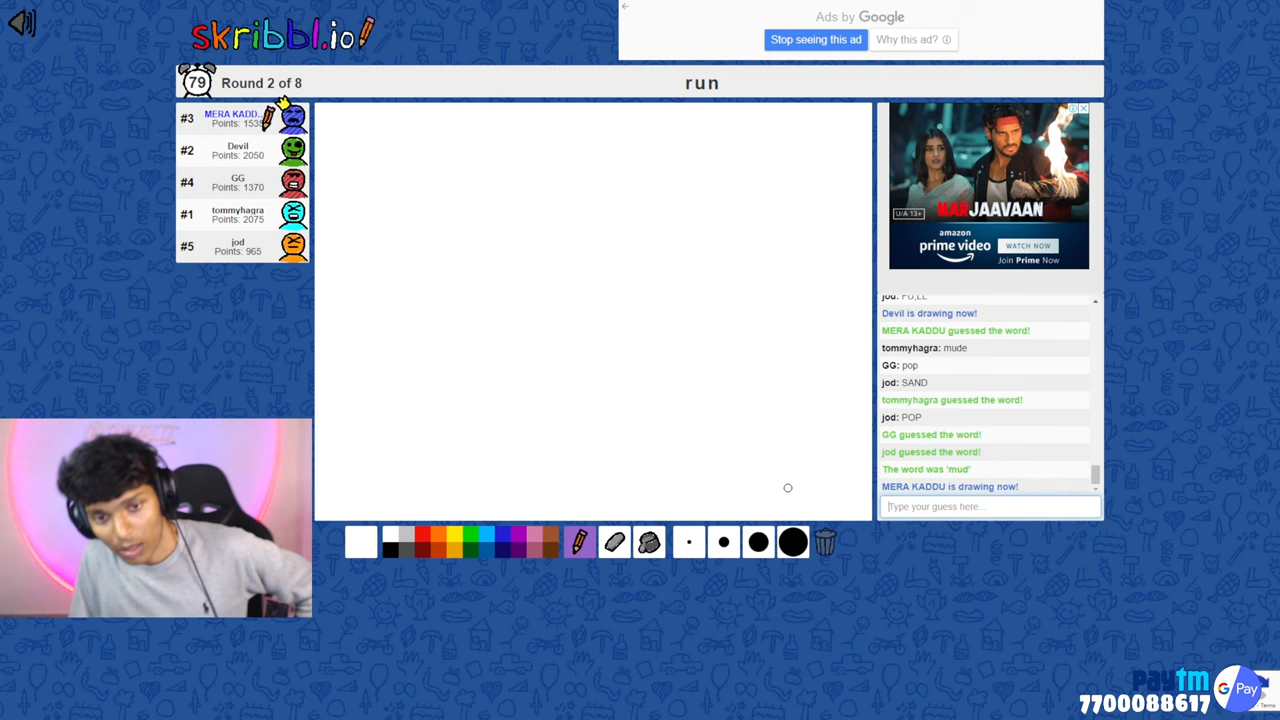 skribbl.io
Ads by Google
Stop seeing this ad
Why this ad?
79
Round 2 of 8
run
#3
MERA KADD...
Points: 1535
#2
Devil
Points: 2050
#4
GG
Points: 1370
#1
tommyhagra
Points: 2075
#5
jod
Points: 965
U/A 13+
MARJAAVAAN
amazon
prime video
WATCH NOW
Join Prime Now
Devil is drawing now!
MERA KADDU guessed the word!
tommyhagra: mude
GG: pop
jod: SAND
tommyhagra guessed the word!
jod: POP
GG guessed the word!
jod guessed the word!
The word was 'mud'
MERA KADDU is drawing now!
Type your guess here...
paytm
7700088617
G Pay
- Terms